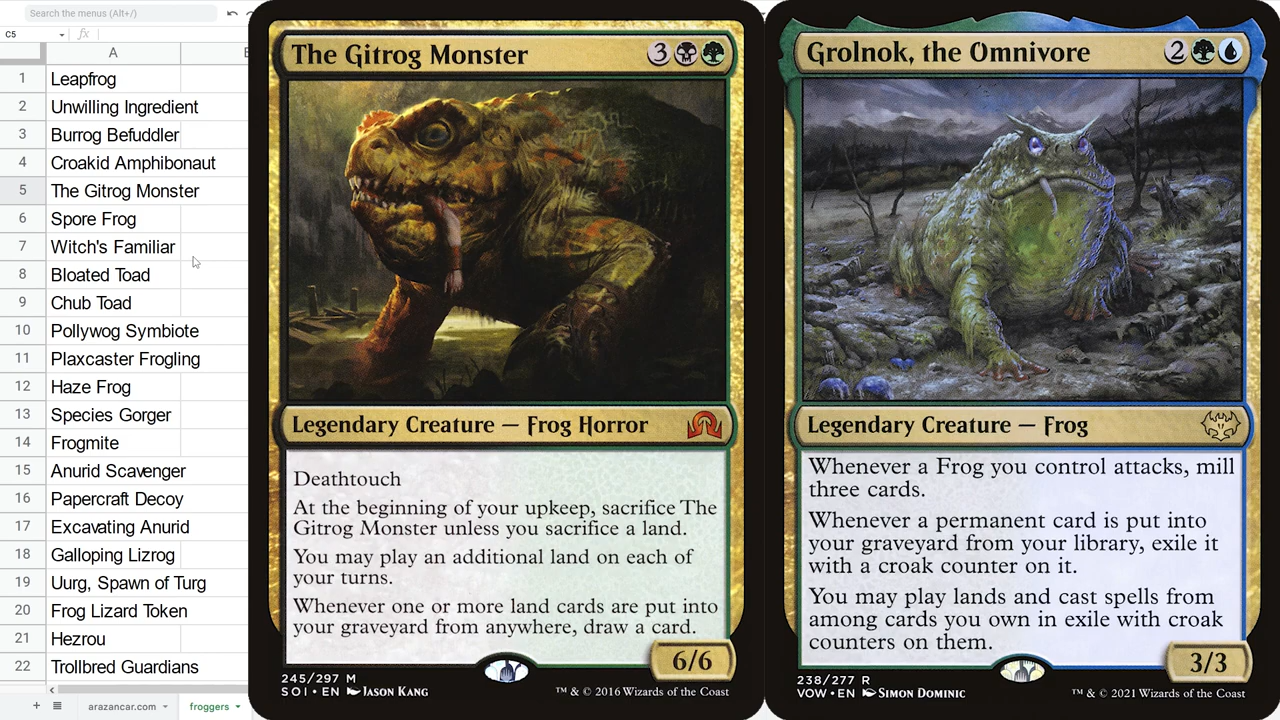 Search the menus (Alt+/)
C5
fx
A
1 Leapfrog
2 Unwilling Ingredient
3 Burrog Befuddler
4 Croakid Amphibonaut
5 The Gitrog Monster
6 Spore Frog
7 Witch's Familiar
8 Bloated Toad
9 Chub Toad
10 Pollywog Symbiote
11 Plaxcaster Frogling
12 Haze Frog
13 Species Gorger
14 Frogmite
15 Anurid Scavenger
16 Papercraft Decoy
17 Excavating Anurid
18 Galloping Lizrog
19 Uurg, Spawn of Turg
20 Frog Lizard Token
21 Hezrou
22 Trollbred Guardians
arazancar.com
froggers
The Gitrog Monster
3
Legendary Creature — Frog Horror
Deathtouch
At the beginning of your upkeep, sacrifice The
Gitrog Monster unless you sacrifice a land.
You may play an additional land on each of
your turns.
Whenever one or more land cards are put into
your graveyard from anywhere, draw a card.
6/6
245/297 M
SOI • EN Jason Kang
™ & © 2016 Wizards of the Coast
Grolnok, the Omnivore
2
Legendary Creature — Frog
Whenever a Frog you control attacks, mill
three cards.
Whenever a permanent card is put into
your graveyard from your library, exile it
with a croak counter on it.
You may play lands and cast spells from
among cards you own in exile with croak
counters on them.
3/3
238/277 R
VOW • EN Simon Dominic
™ & © 2021 Wizards of the Coast